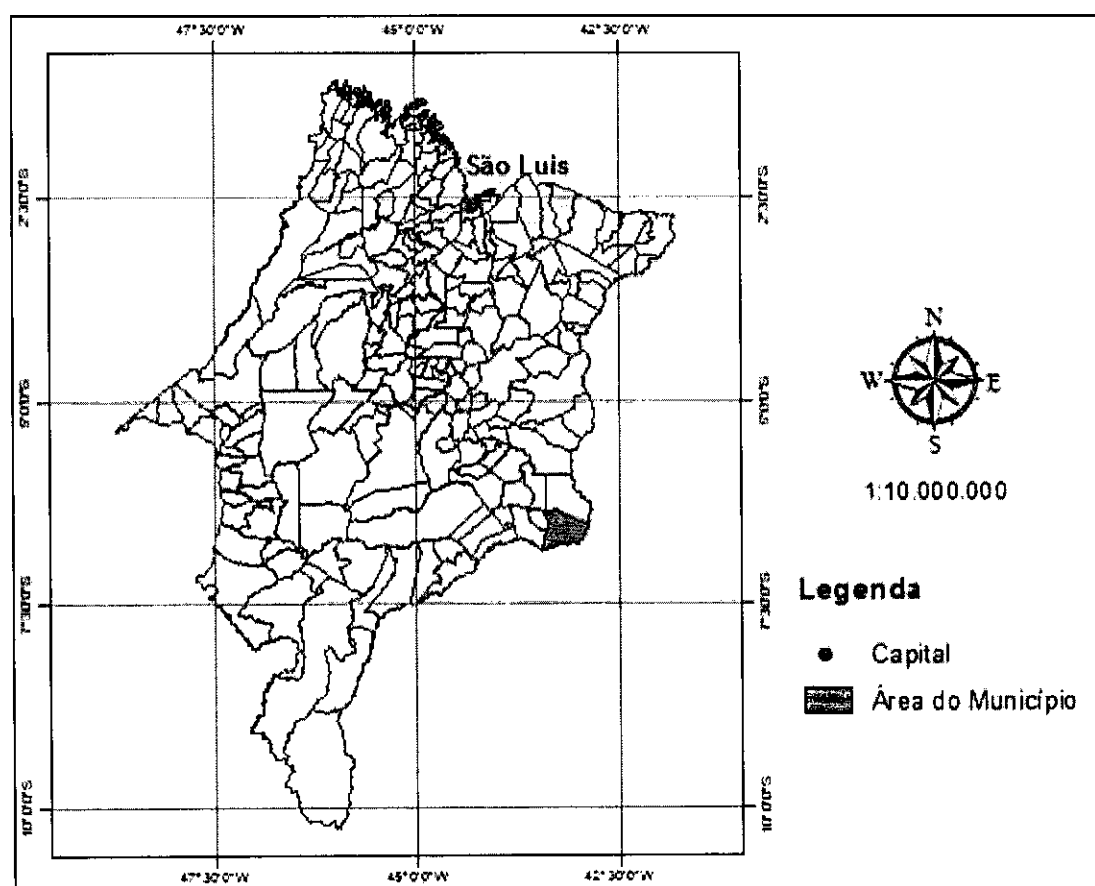 47°30'0"W 45°0'0"W 42°30'0"W
São Luis
2°30'0"S 2°30'0"S
N
W E
S
5°0'0"S 5°0'0"S
1:10.000.000
7°30'0"S 7°30'0"S
Legenda
Capital
Área do Município
10°0'0"S 10°0'0"S
47°30'0"W 45°0'0"W 42°30'0"W